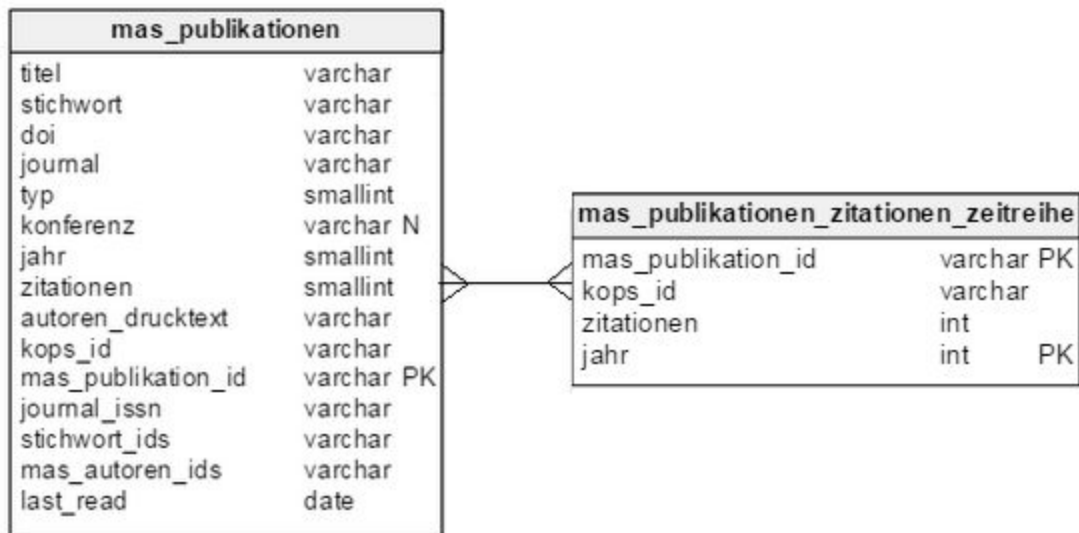 mas_publikationen
titel varchar
stichwort varchar
doi varchar
journal varchar
typ smallint
konferenz varchar N
jahr smallint
zitationen smallint
autoren_drucktext varchar
kops_id varchar
mas_publikation_id varchar PK
journal_issn varchar
stichwort_ids varchar
mas_autoren_ids varchar
last_read date
mas_publikationen_zitationen_zeitreihe
mas_publikation_id varchar PK
kops_id varchar
zitationen int
jahr int PK